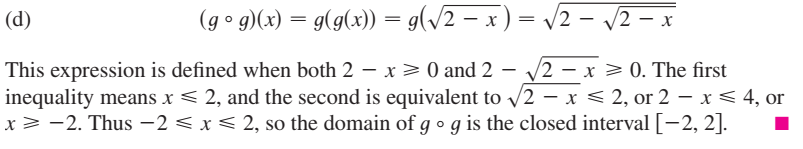 (d) (g ∘ g)(x) = g(g(x)) = g(√(2 − x)) = √(2 − √(2 − x))
This expression is defined when both 2 − x ≥ 0 and 2 − √(2 − x) ≥ 0. The first
inequality means x ≤ 2, and the second is equivalent to √(2 − x) ≤ 2, or 2 − x ≤ 4, or
x ≥ −2. Thus −2 ≤ x ≤ 2, so the domain of g ∘ g is the closed interval [−2, 2].